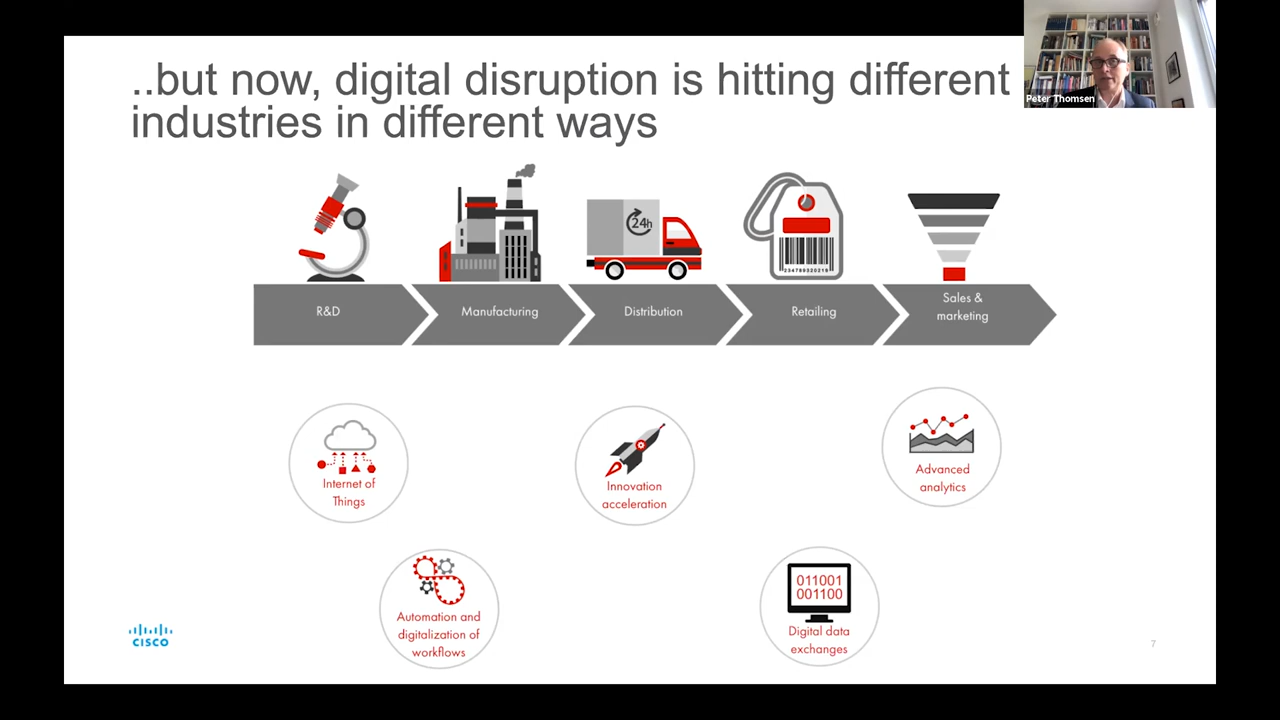 ..but now, digital disruption is hitting different
industries in different ways
Peter Thomsen
24h
234789320215
R&D
Manufacturing
Distribution
Retailing
Sales &
marketing
Internet of
Things
Innovation
acceleration
Advanced
analytics
Automation and
digitalization of
workflows
011001
001100
Digital data
exchanges
CISCO
7